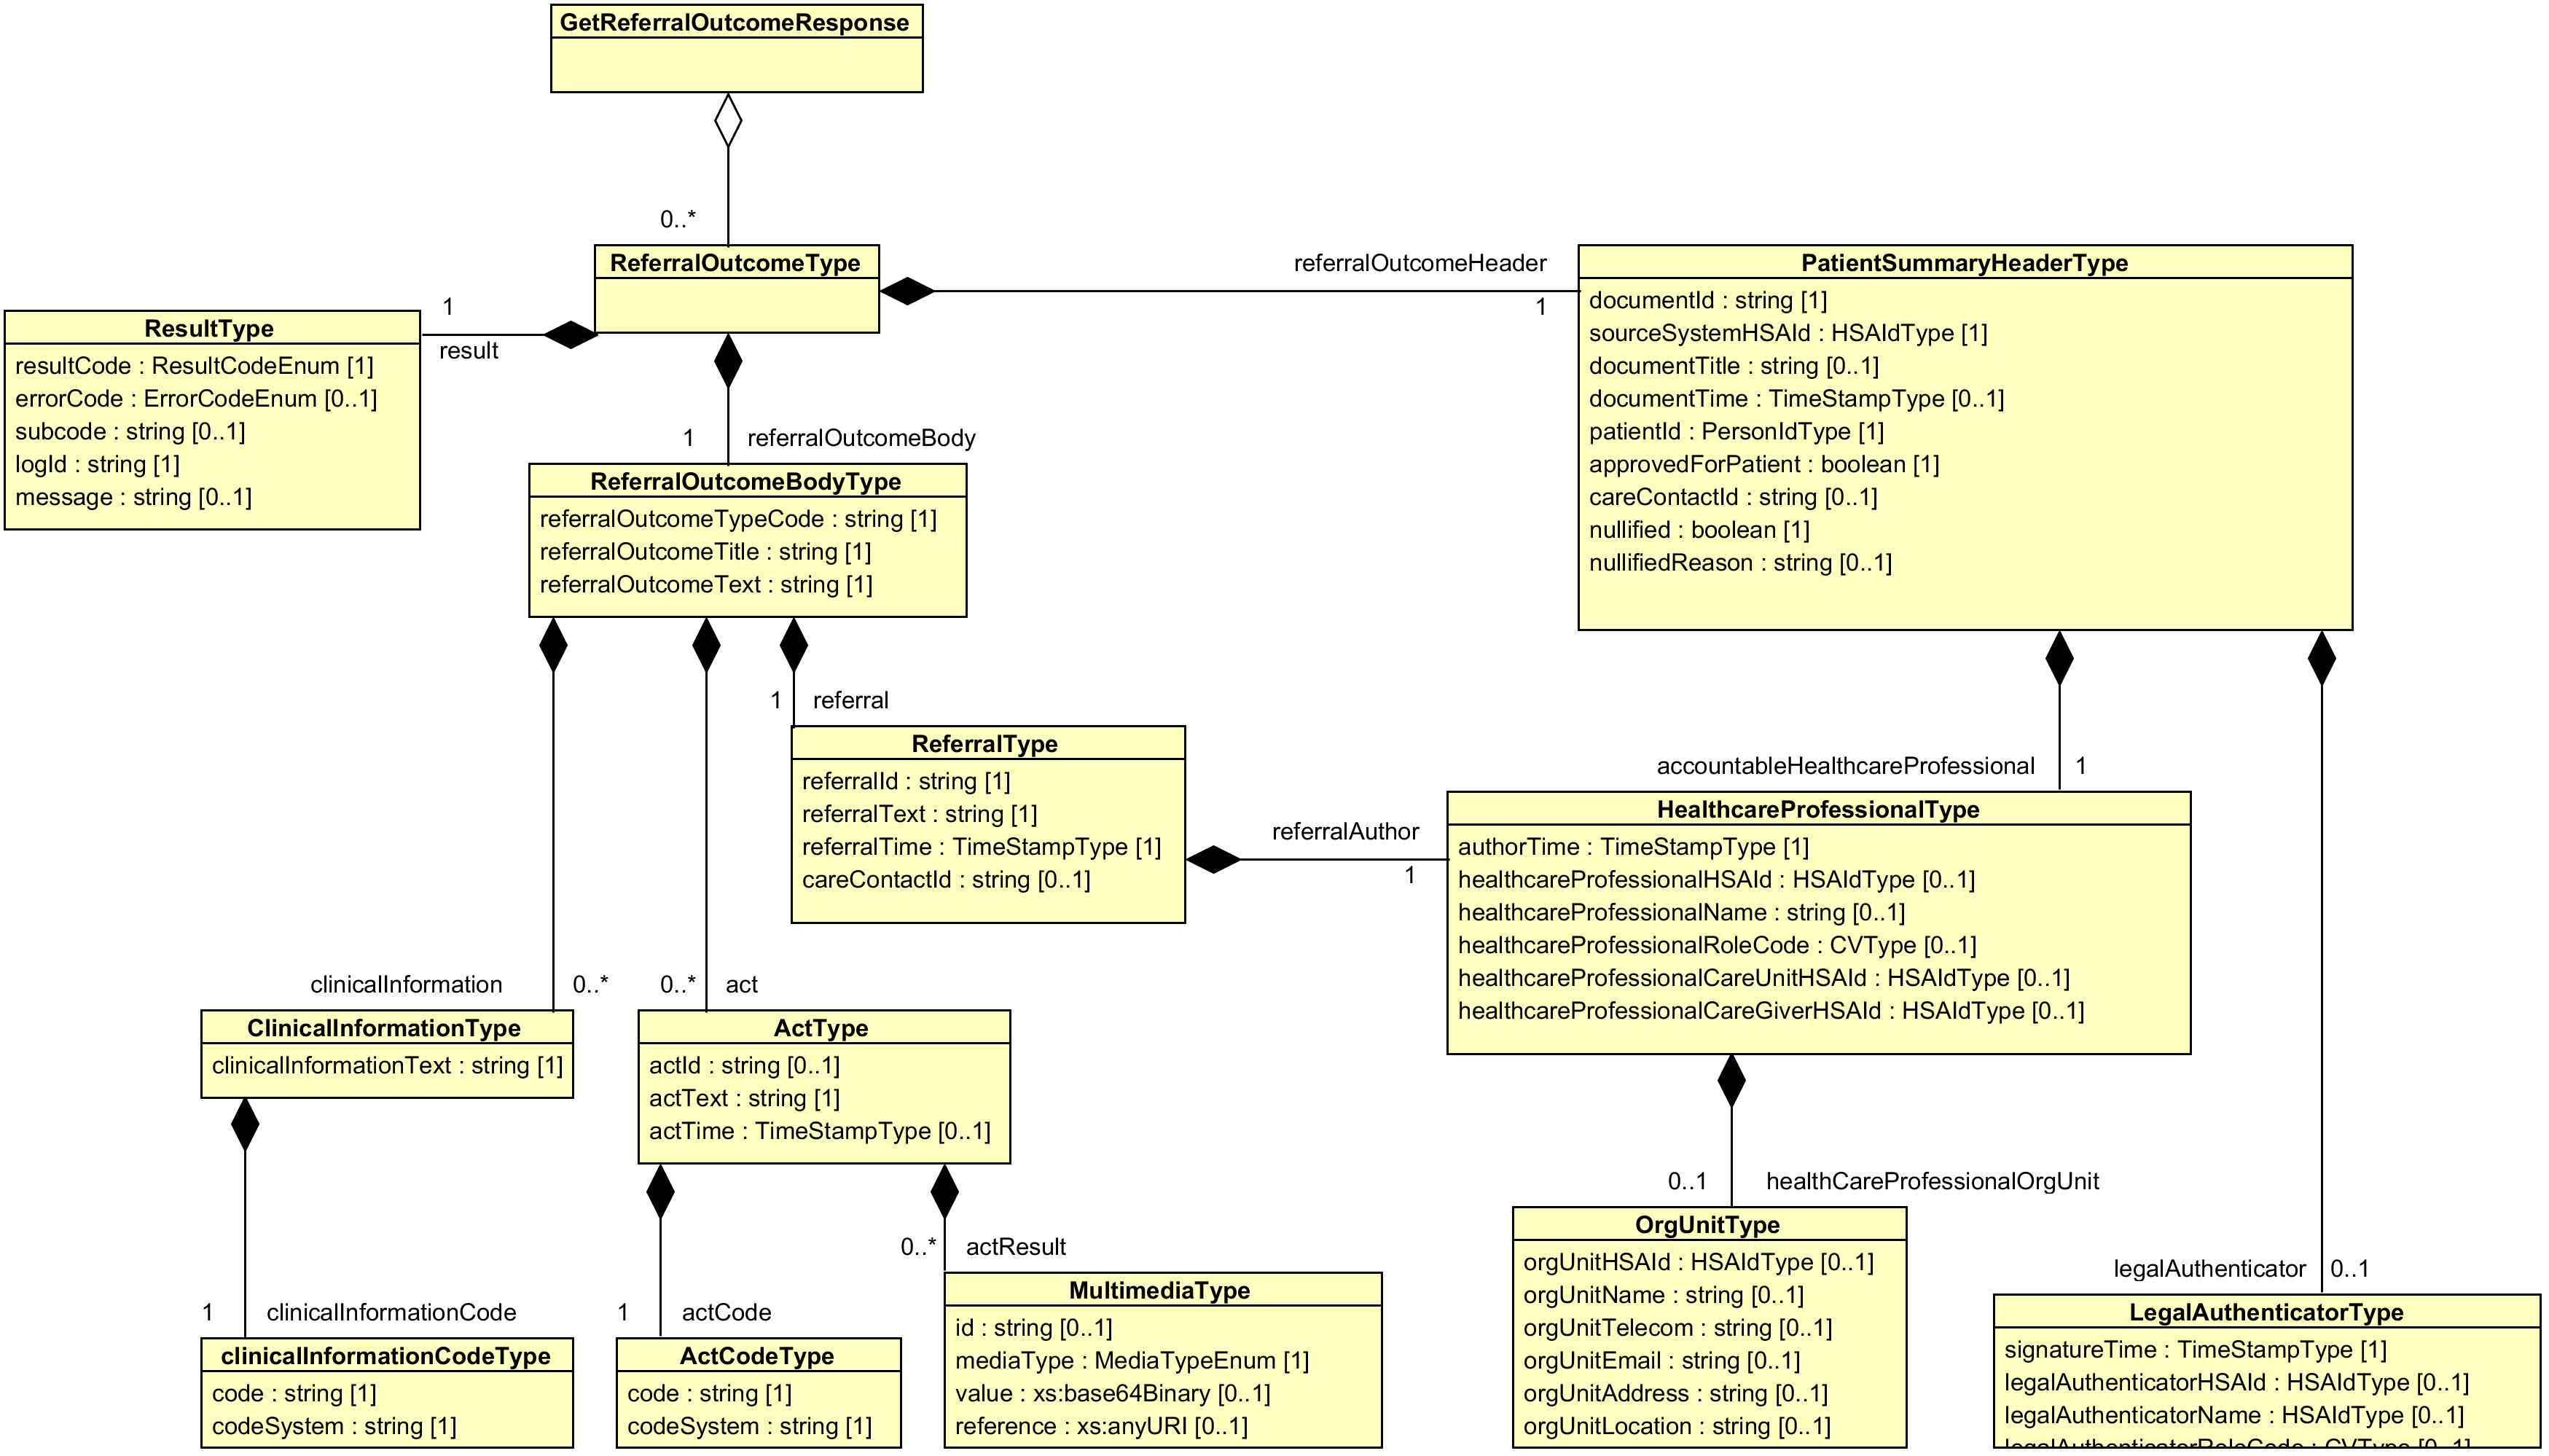 GetReferralOutcomeResponse
0..*
ReferralOutcomeType
referralOutcomeHeader
1
PatientSummaryHeaderType
documentId : string [1]
sourceSystemHSAId : HSAIdType [1]
documentTitle : string [0..1]
documentTime : TimeStampType [0..1]
patientId : PersonIdType [1]
approvedForPatient : boolean [1]
careContactId : string [0..1]
nullified : boolean [1]
nullifiedReason : string [0..1]
1
result
ResultType
resultCode : ResultCodeEnum [1]
errorCode : ErrorCodeEnum [0..1]
subcode : string [0..1]
logId : string [1]
message : string [0..1]
1
referralOutcomeBody
ReferralOutcomeBodyType
referralOutcomeTypeCode : string [1]
referralOutcomeTitle : string [1]
referralOutcomeText : string [1]
1
referral
ReferralType
referralId : string [1]
referralText : string [1]
referralTime : TimeStampType [1]
careContactId : string [0..1]
referralAuthor
1
accountableHealthcareProfessional
1
HealthcareProfessionalType
authorTime : TimeStampType [1]
healthcareProfessionalHSAId : HSAIdType [0..1]
healthcareProfessionalName : string [0..1]
healthcareProfessionalRoleCode : CVType [0..1]
healthcareProfessionalCareUnitHSAId : HSAIdType [0..1]
healthcareProfessionalCareGiverHSAId : HSAIdType [0..1]
clinicalInformation
0..*
ClinicalInformationType
clinicalInformationText : string [1]
0..*
act
ActType
actId : string [0..1]
actText : string [1]
actTime : TimeStampType [0..1]
1
clinicalInformationCode
clinicalInformationCodeType
code : string [1]
codeSystem : string [1]
1
actCode
ActCodeType
code : string [1]
codeSystem : string [1]
0..*
actResult
MultimediaType
id : string [0..1]
mediaType : MediaTypeEnum [1]
value : xs:base64Binary [0..1]
reference : xs:anyURI [0..1]
0..1
healthCareProfessionalOrgUnit
OrgUnitType
orgUnitHSAId : HSAIdType [0..1]
orgUnitName : string [0..1]
orgUnitTelecom : string [0..1]
orgUnitEmail : string [0..1]
orgUnitAddress : string [0..1]
orgUnitLocation : string [0..1]
legalAuthenticator
0..1
LegalAuthenticatorType
signatureTime : TimeStampType [1]
legalAuthenticatorHSAId : HSAIdType [0..1]
legalAuthenticatorName : HSAIdType [0..1]
legalAuthenticatorRoleCode : CVType [0..1]